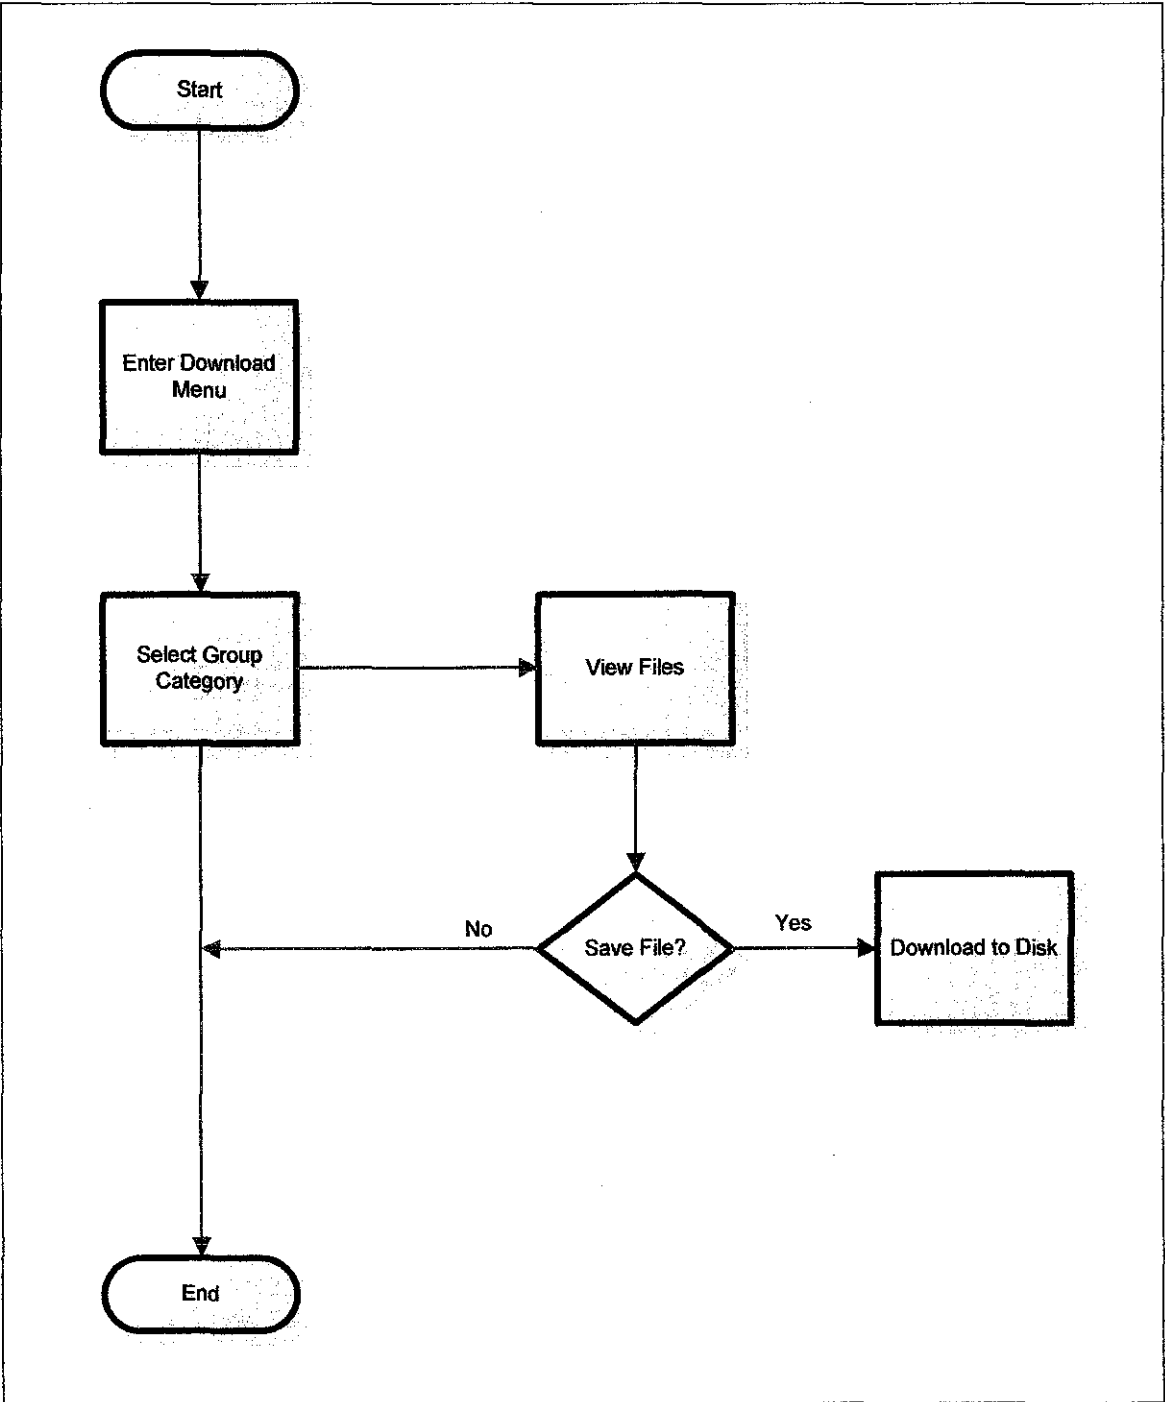 Start
Enter Download
Menu
Select Group
Category
View Files
No
Save File?
Yes
Download to Disk
End